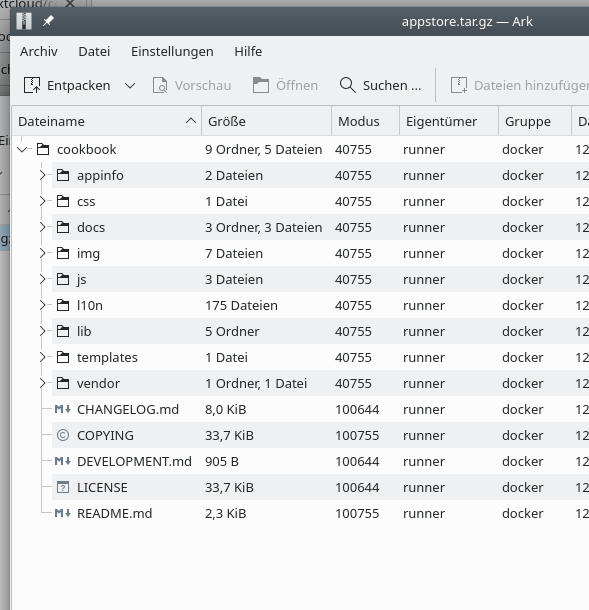 appstore.tar.gz — Ark
Archiv Datei Einstellungen Hilfe
Entpacken Vorschau Öffnen Suchen ... Dateien hinzufüger
Dateiname Größe Modus Eigentümer Gruppe
cookbook 9 Ordner, 5 Dateien 40755 runner docker 12
appinfo 2 Dateien 40755 runner docker 12
css 1 Datei 40755 runner docker 12
docs 3 Ordner, 3 Dateien 40755 runner docker 12
img 7 Dateien 40755 runner docker 12
js 3 Dateien 40755 runner docker 12
l10n 175 Dateien 40755 runner docker 12
lib 5 Ordner 40755 runner docker 12
templates 1 Datei 40755 runner docker 12
vendor 1 Ordner, 1 Datei 40755 runner docker 12
CHANGELOG.md 8,0 KiB 100644 runner docker 12
COPYING 33,7 KiB 100755 runner docker 12
DEVELOPMENT.md 905 B 100644 runner docker 12
LICENSE 33,7 KiB 100644 runner docker 12
README.md 2,3 KiB 100755 runner docker 12